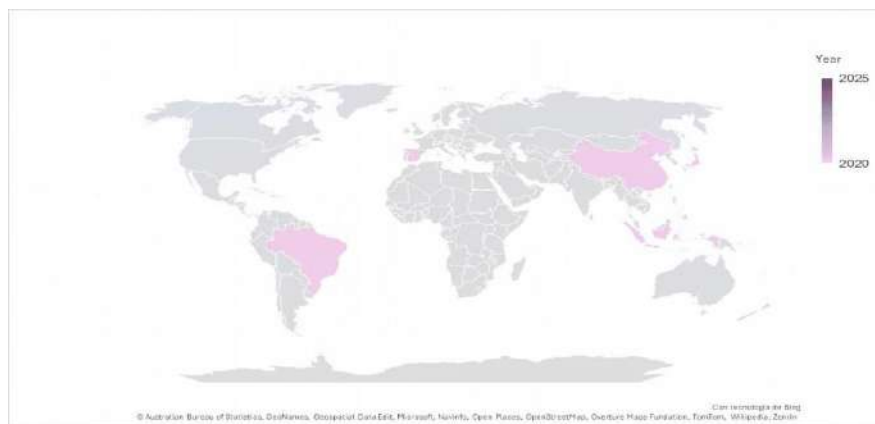 Year
2025
2020
Con tecnología de Bing
© Australian Bureau of Statistics, GeoNames, Geospatial Data Edit, Microsoft, Navinfo, Open Places, OpenStreetMap, Overture Maps Fundation, TomTom, Wikipedia, Zenrin